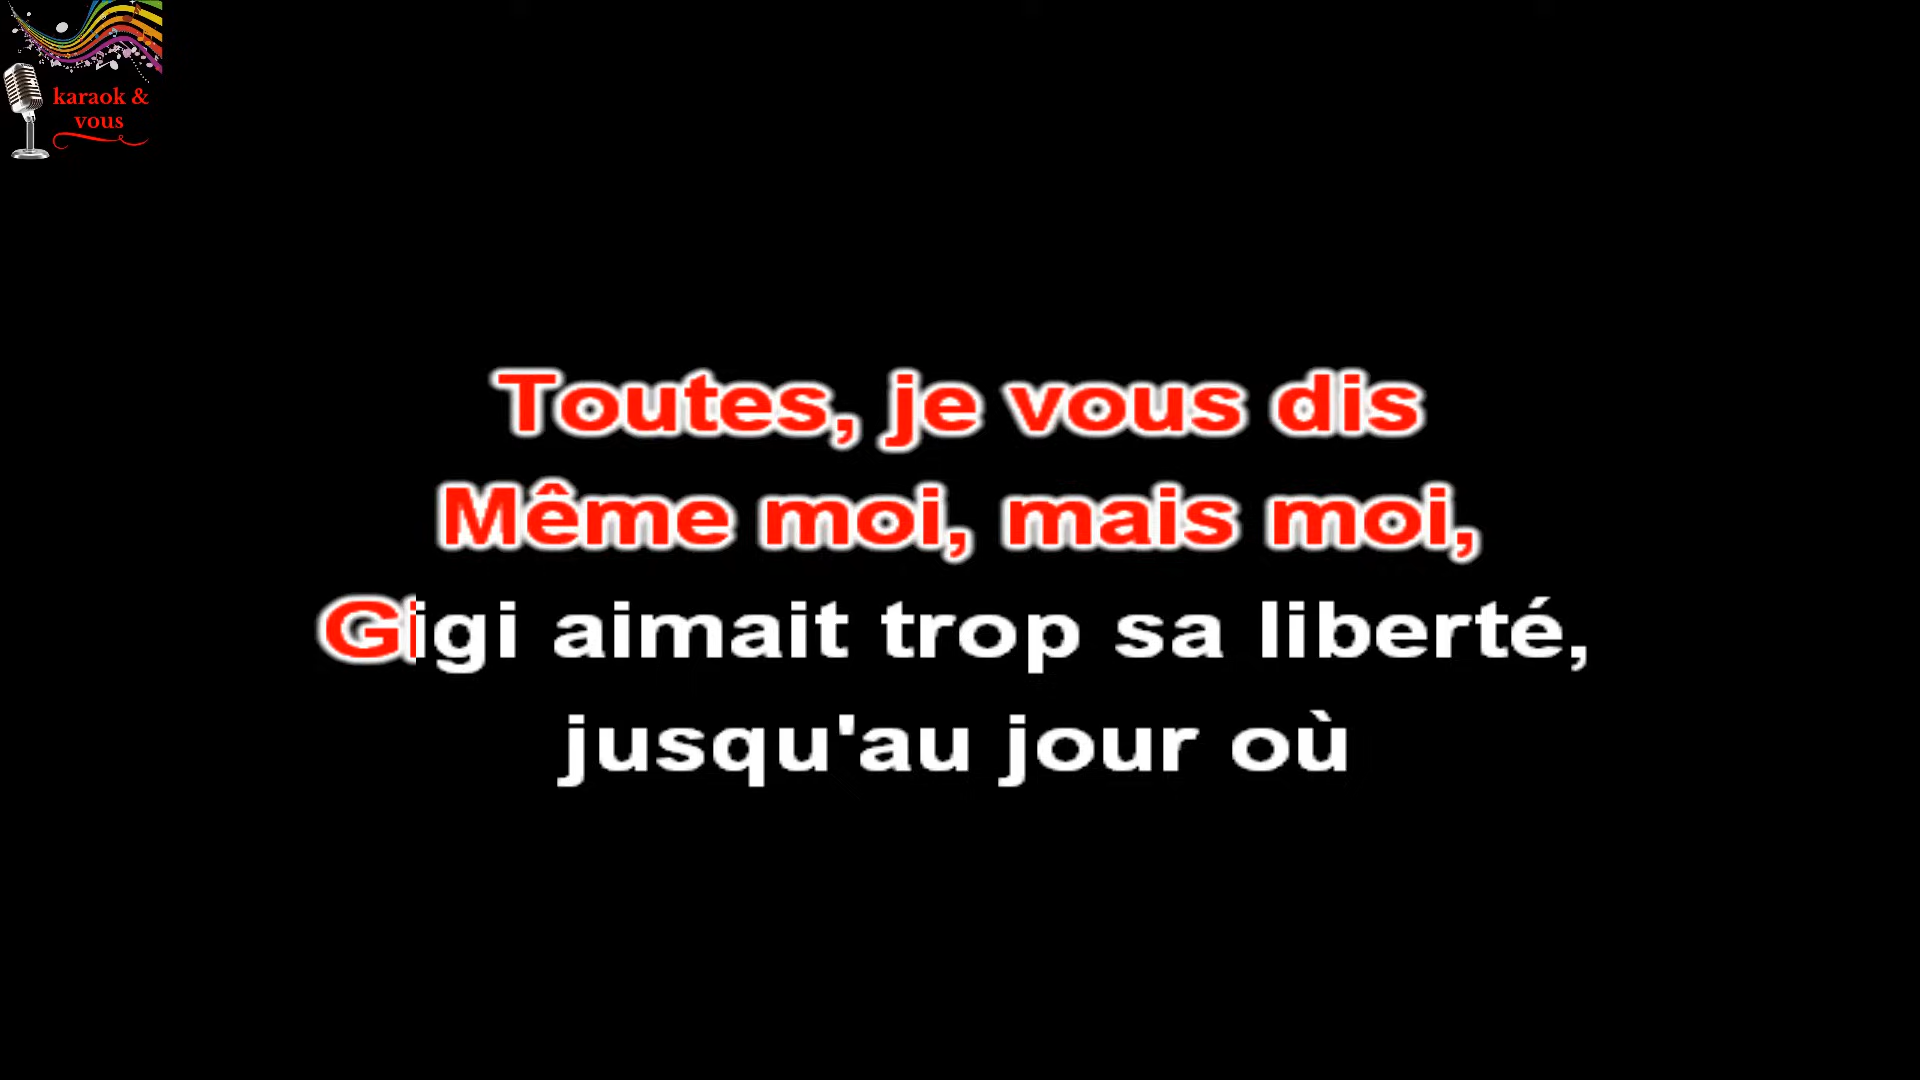 karaok &
vous
Toutes, je vous dis
Même moi, mais moi,
Gigi aimait trop sa liberté,
jusqu'au jour où